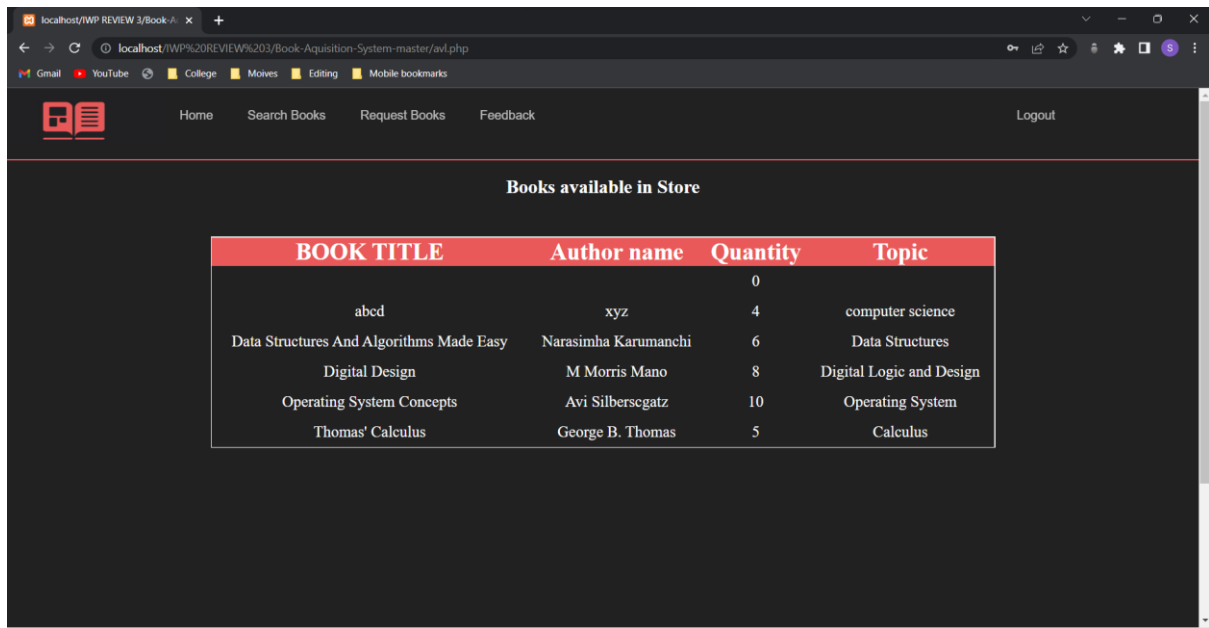 localhost/IWP REVIEW 3/Book-A
localhost/IWP%20REVIEW%203/Book-Aquisition-System-master/avl.php
S
Gmail YouTube College Moives Editing Mobile bookmarks
Home Search Books Request Books Feedback Logout
Books available in Store
BOOK TITLE Author name Quantity Topic
0
abcd xyz 4 computer science
Data Structures And Algorithms Made Easy Narasimha Karumanchi 6 Data Structures
Digital Design M Morris Mano 8 Digital Logic and Design
Operating System Concepts Avi Silberscgatz 10 Operating System
Thomas' Calculus George B. Thomas 5 Calculus